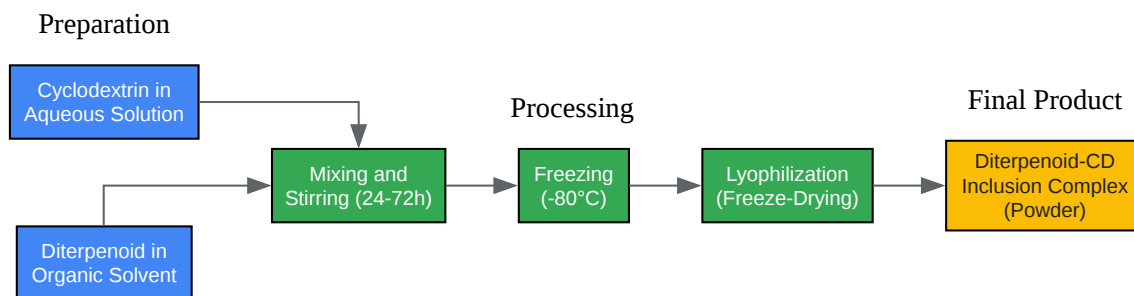 Preparation
Cyclodextrin in
Aqueous Solution
Diterpenoid in
Organic Solvent
Processing
Mixing and
Stirring (24-72h)
Freezing
(-80°C)
Lyophilization
(Freeze-Drying)
Final Product
Diterpenoid-CD
Inclusion Complex
(Powder)